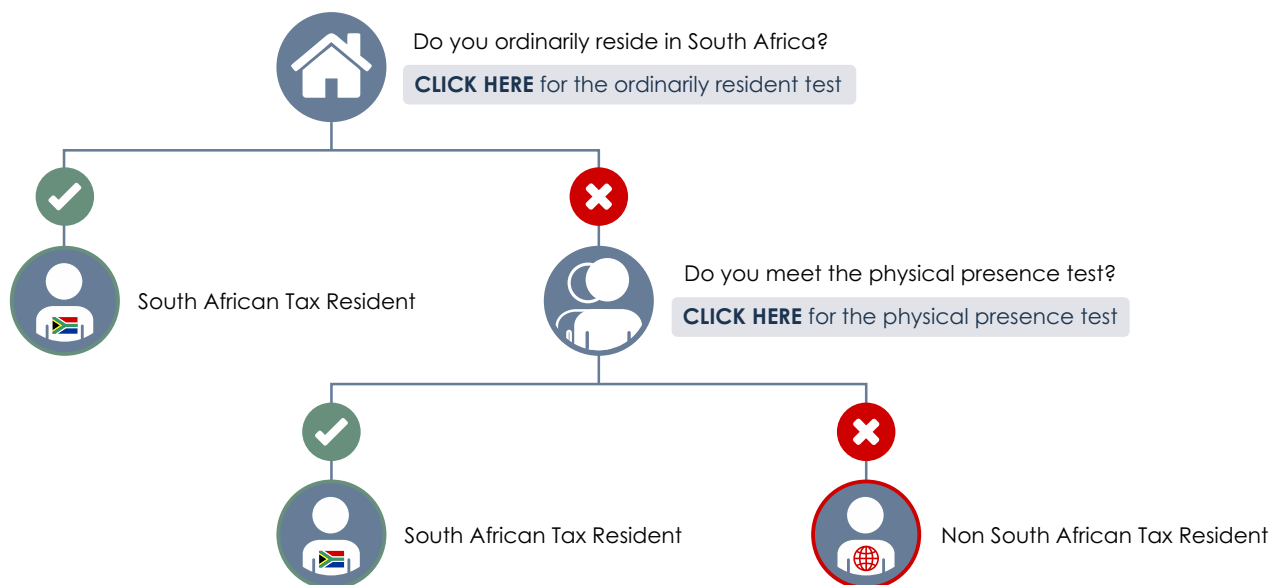 Do you ordinarily reside in South Africa?
CLICK HERE for the ordinarily resident test
South African Tax Resident
Do you meet the physical presence test?
CLICK HERE for the physical presence test
South African Tax Resident
Non South African Tax Resident